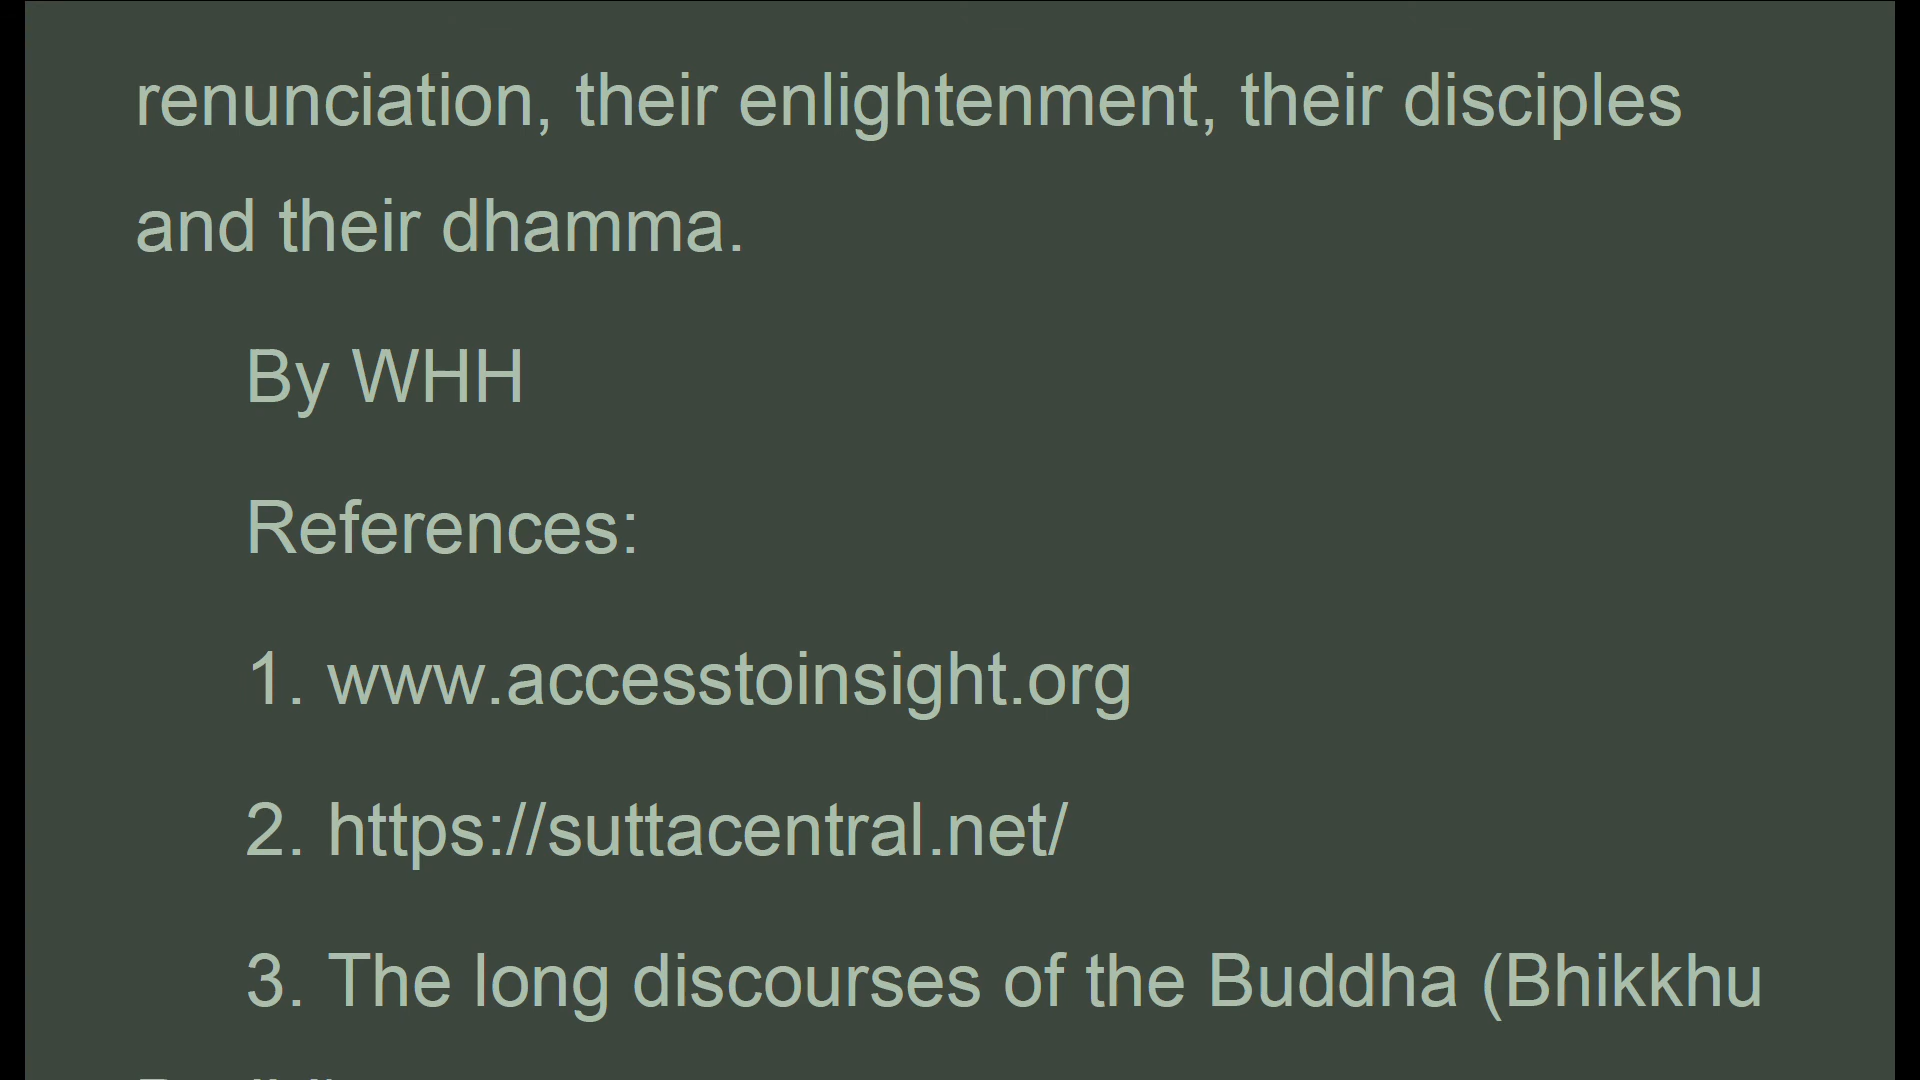 renunciation, their enlightenment, their disciples
and their dhamma.
By WHH
References:
1. www.accesstoinsight.org
2. https://suttacentral.net/
3. The long discourses of the Buddha (Bhikkhu